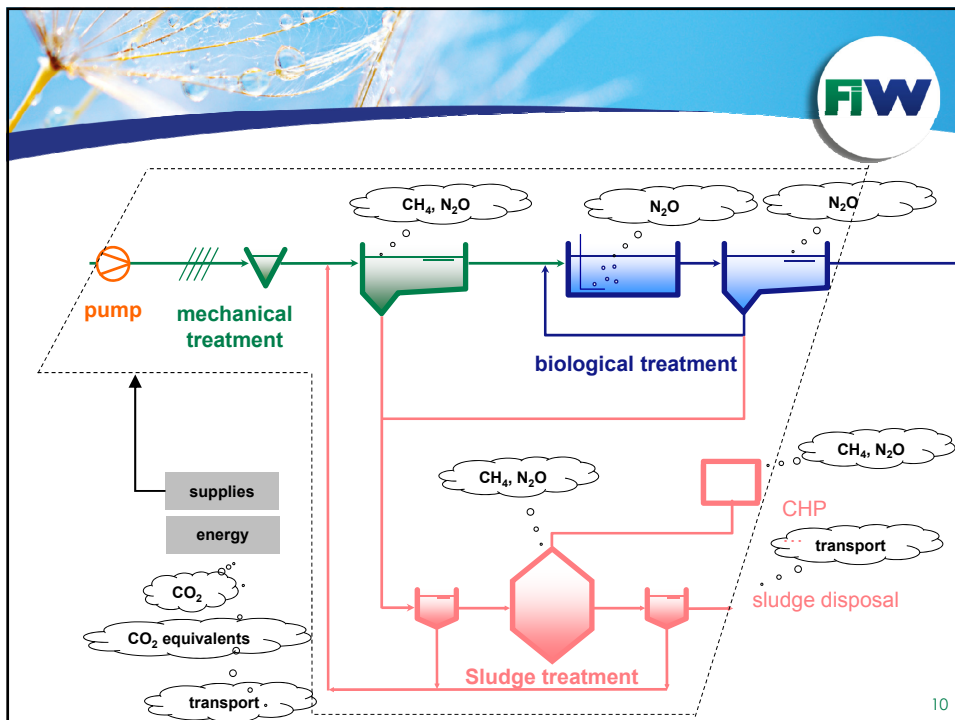 FiW
CH₄, N₂O
N₂O
N₂O
pump
mechanical
treatment
biological treatment
CH₄, N₂O
CH₄, N₂O
CHP
supplies
energy
transport
CO₂
sludge disposal
CO₂ equivalents
Sludge treatment
transport
10